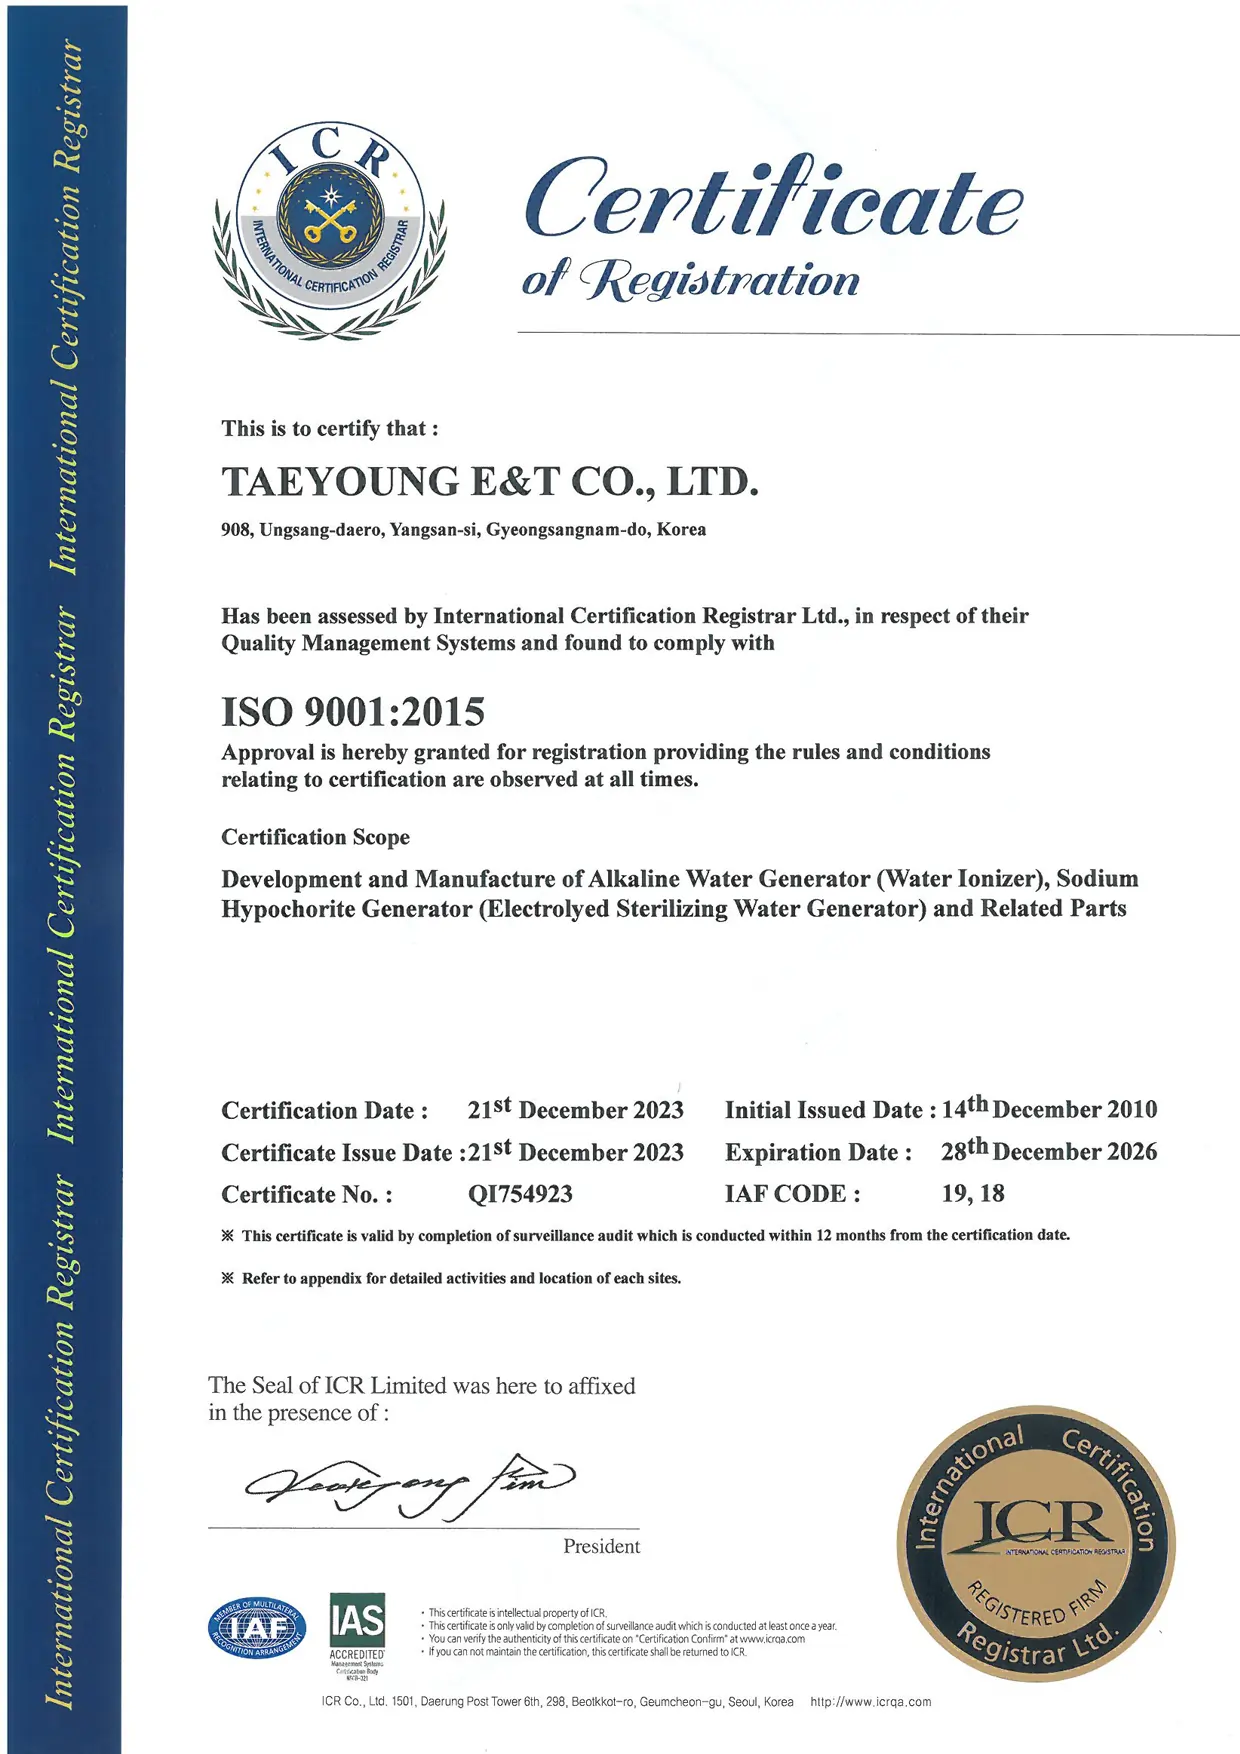 International Certification Registrar International Certification Registrar International Certification Registrar
ICR
INTERNATIONAL CERTIFICATION REGISTRAR
Certificate
of Registration
This is to certify that :
TAEYOUNG E&T CO., LTD.
908, Ungsang-daero, Yangsan-si, Gyeongsangnam-do, Korea
Has been assessed by International Certification Registrar Ltd., in respect of their
Quality Management Systems and found to comply with
ISO 9001:2015
Approval is hereby granted for registration providing the rules and conditions
relating to certification are observed at all times.
Certification Scope
Development and Manufacture of Alkaline Water Generator (Water Ionizer), Sodium
Hypochorite Generator (Electrolyed Sterilizing Water Generator) and Related Parts
Certification Date : 21st December 2023 Initial Issued Date : 14th December 2010
Certificate Issue Date : 21st December 2023 Expiration Date : 28th December 2026
Certificate No. : QI754923 IAF CODE : 19, 18
※ This certificate is valid by completion of surveillance audit which is conducted within 12 months from the certification date.
※ Refer to appendix for detailed activities and location of each sites.
The Seal of ICR Limited was here to affixed
in the presence of :
President
MEMBER OF MULTILATERAL
IAF
RECOGNITION ARRANGEMENT
IAS
ACCREDITED
Management Systems
Certification Body
· This certificate is intellectual property of ICR.
· This certificate is only valid by completion of surveillance audit which is conducted at least once a year.
· You can verify the authenticity of this certificate on "Certification Confirm" at www.icrqa.com
· If you can not maintain the certification, this certificate shall be returned to ICR.
International Certification
ICR
INTERNATIONAL CERTIFICATION REGISTRAR
REGISTERED FIRM
Registrar Ltd.
ICR Co., Ltd. 1501, Daerung Post Tower 6th, 298, Beotkkot-ro, Geumcheon-gu, Seoul, Korea http://www.icrqa.com